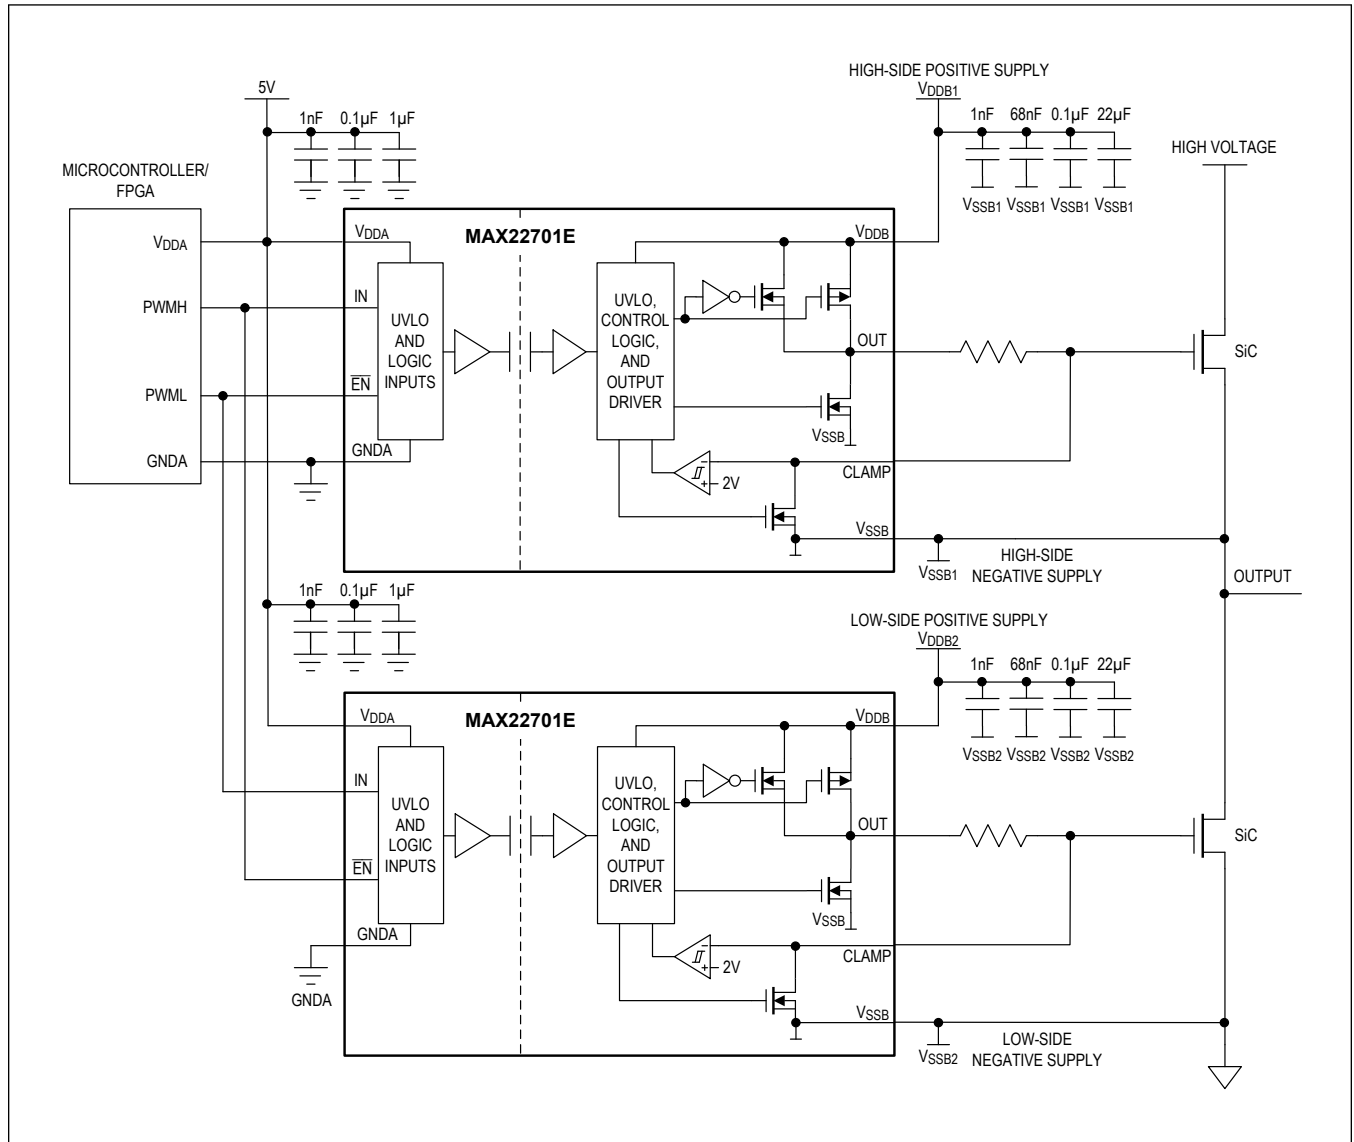 HIGH-SIDE POSITIVE SUPPLY
5V
VDDB1
1nF 0.1µF 1µF
1nF 68nF 0.1µF 22µF
HIGH VOLTAGE
MICROCONTROLLER/
FPGA
VSSB1 VSSB1 VSSB1 VSSB1
VDDA
VDDA
MAX22701E
VDDB
PWMH
IN
UVLO
AND
LOGIC
INPUTS
UVLO,
CONTROL
LOGIC,
AND
OUTPUT
DRIVER
OUT
SiC
PWML
EN
VSSB
GNDA
GNDA
2V
CLAMP
VSSB
VSSB1
HIGH-SIDE
NEGATIVE SUPPLY
OUTPUT
1nF 0.1µF 1µF
LOW-SIDE POSITIVE SUPPLY
VDDB2
1nF 68nF 0.1µF 22µF
VSSB2 VSSB2 VSSB2 VSSB2
VDDA
MAX22701E
VDDB
IN
UVLO
AND
LOGIC
INPUTS
UVLO,
CONTROL
LOGIC,
AND
OUTPUT
DRIVER
OUT
SiC
EN
VSSB
GNDA
2V
CLAMP
GNDA
VSSB
VSSB2
LOW-SIDE
NEGATIVE SUPPLY